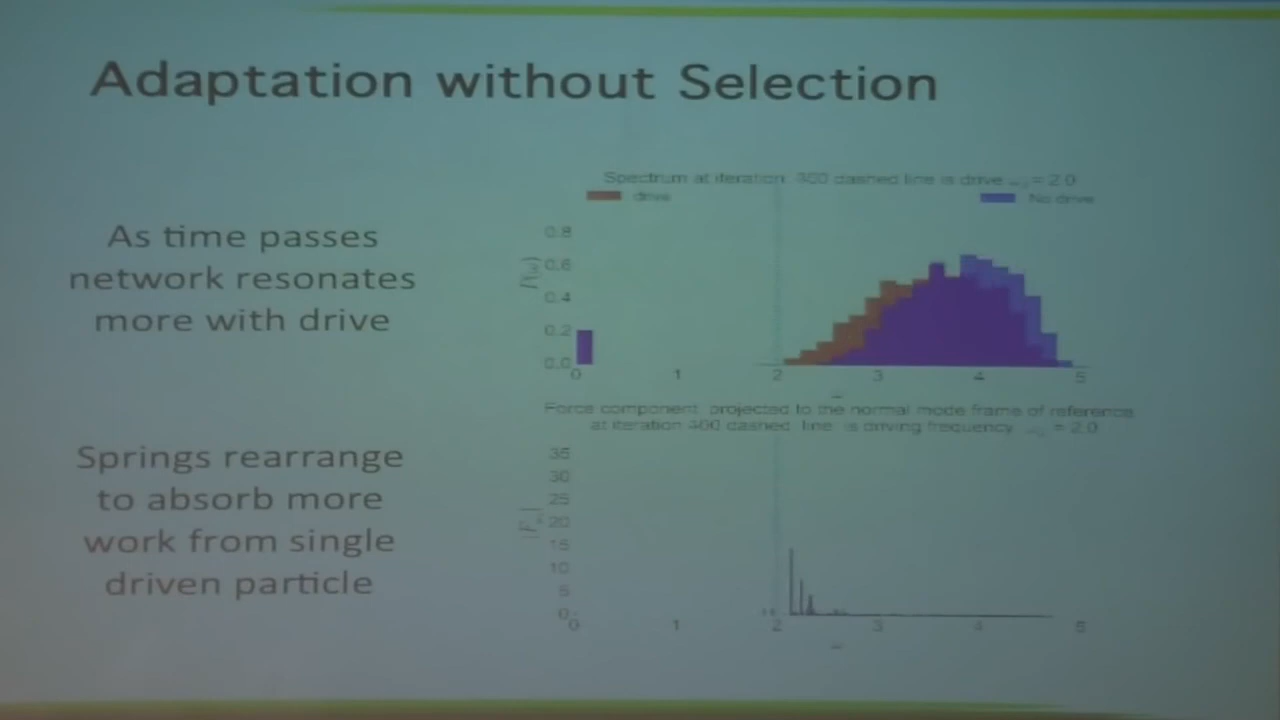 Adaptation without Selection
As time passes
network resonates
more with drive
Springs rearrange
to absorb more
work from single
driven particle
Spectrum at iteration dashed line is drive = 2.0
drive
No drive
0.8
0.6
0.4
0.2
0.0
0 1 2 3 4 5
Force component projected to the normal mode frame of reference
at iteration dashed line is driving frequency = 2.0
35
30
25
20
15
10
5
0
0 1 2 3 4 5